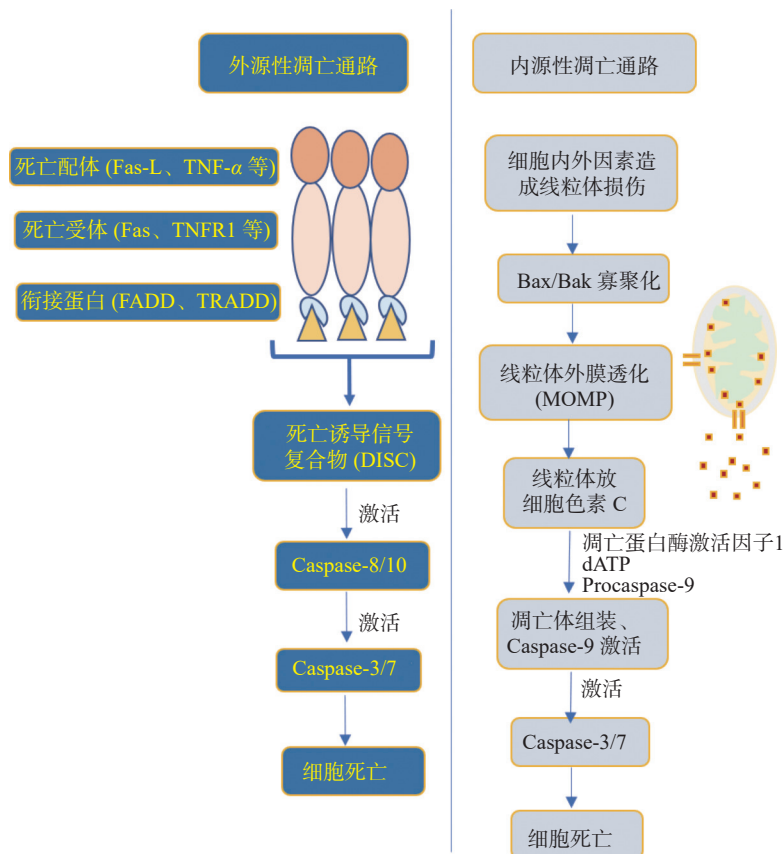 外源性凋亡通路
死亡配体 (Fas-L、TNF-α 等)
死亡受体 (Fas、TNFR1 等)
衔接蛋白 (FADD、TRADD)
死亡诱导信号
复合物 (DISC)
激活
Caspase-8/10
激活
Caspase-3/7
细胞死亡
内源性凋亡通路
细胞内外因素造
成线粒体损伤
Bax/Bak 寡聚化
线粒体外膜透化
(MOMP)
线粒体放
细胞色素 C
凋亡蛋白酶激活因子1
dATP
Procaspase-9
凋亡体组装、
Caspase-9 激活
激活
Caspase-3/7
细胞死亡